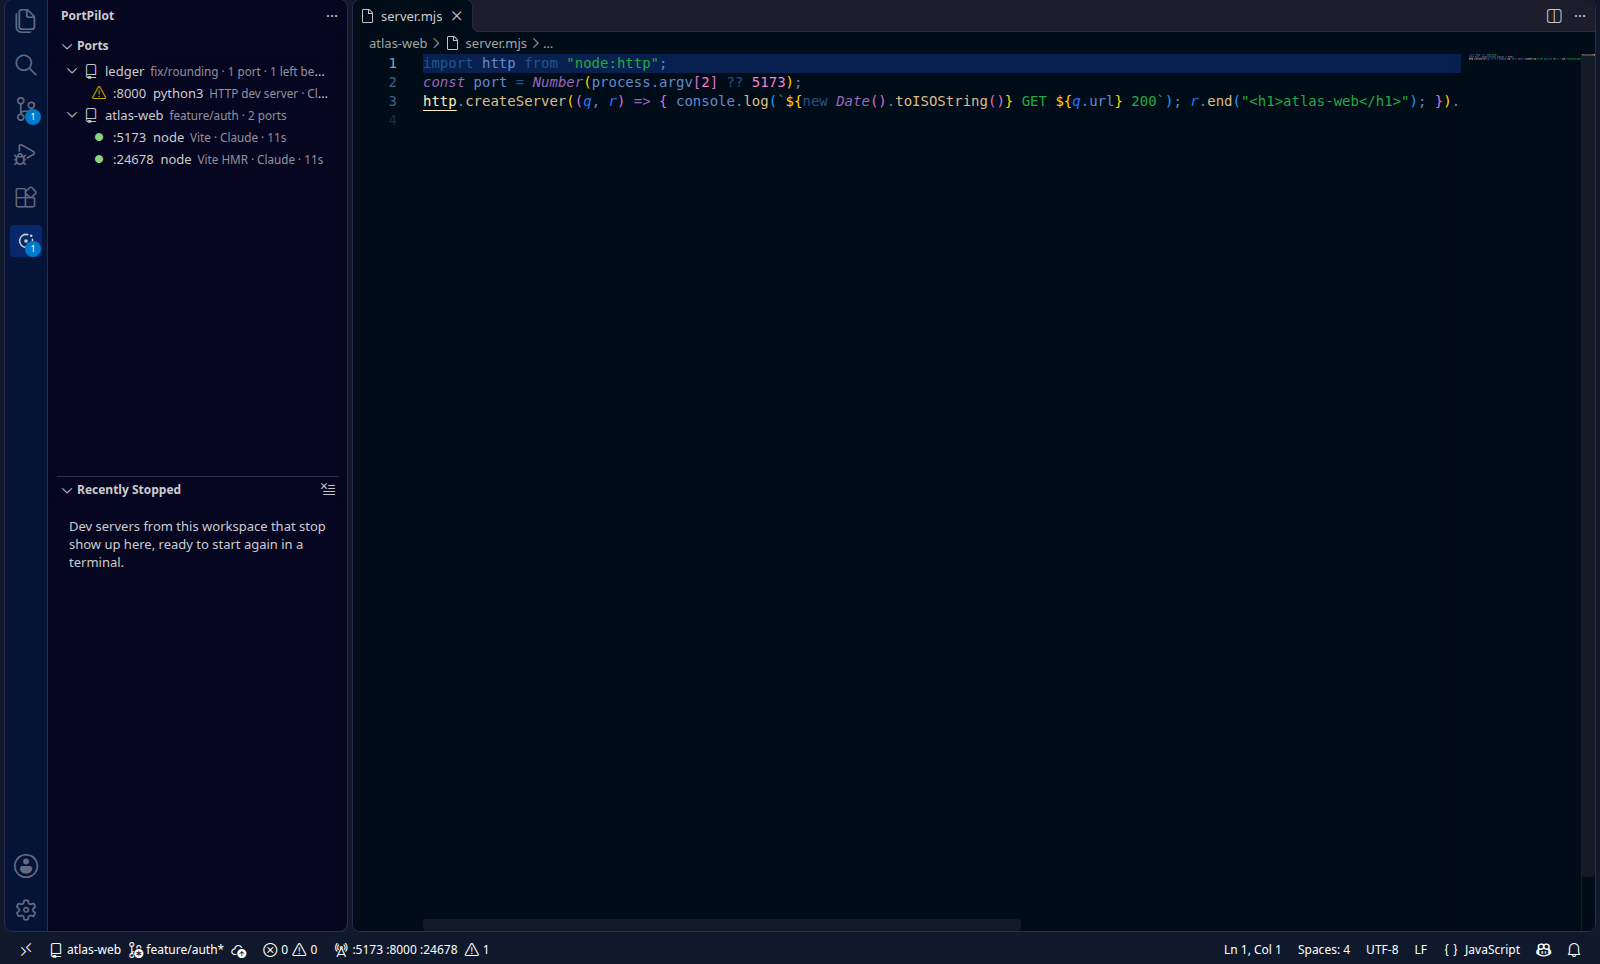 PortPilot
Ports
ledger fix/rounding · 1 port · 1 left be...
:8000 python3 HTTP dev server · Cl...
atlas-web feature/auth · 2 ports
:5173 node Vite · Claude · 11s
:24678 node Vite HMR · Claude · 11s
Recently Stopped
Dev servers from this workspace that stop
show up here, ready to start again in a
terminal.
1
1
server.mjs
atlas-web > server.mjs > ...
1 import http from "node:http";
2 const port = Number(process.argv[2] ?? 5173);
3 http.createServer((q, r) => { console.log(`${new Date().toISOString()} GET ${q.url} 200`); r.end("<h1>atlas-web</h1>"); }).
4
atlas-web feature/auth* 0 0 :5173 :8000 :24678 1 Ln 1, Col 1 Spaces: 4 UTF-8 LF { } JavaScript